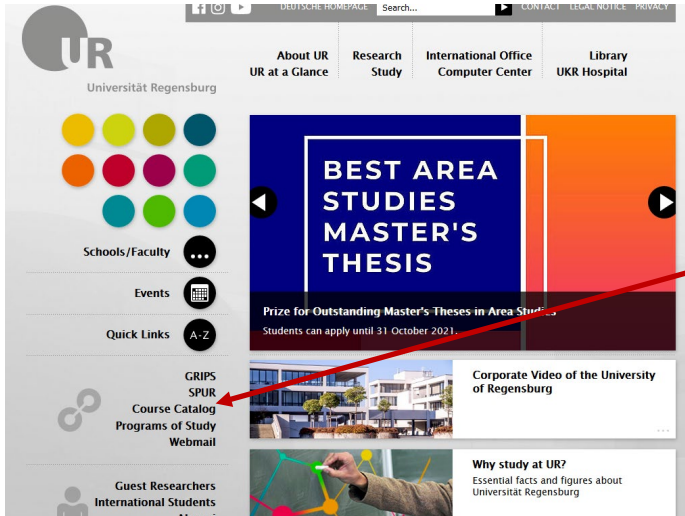 DEUTSCHE HOMEPAGE Search... CONTACT LEGAL NOTICE PRIVACY
UR
Universität Regensburg
About UR
UR at a Glance
Research
Study
International Office
Computer Center
Library
UKR Hospital
BEST AREA
STUDIES
MASTER'S
THESIS
Prize for Outstanding Master's Theses in Area Studies
Students can apply until 31 October 2021.
Schools/Faculty
Events
Quick Links A-Z
GRIPS
SPUR
Course Catalog
Programs of Study
Webmail
Guest Researchers
International Students
Corporate Video of the University
of Regensburg
Why study at UR?
Essential facts and figures about
Universität Regensburg